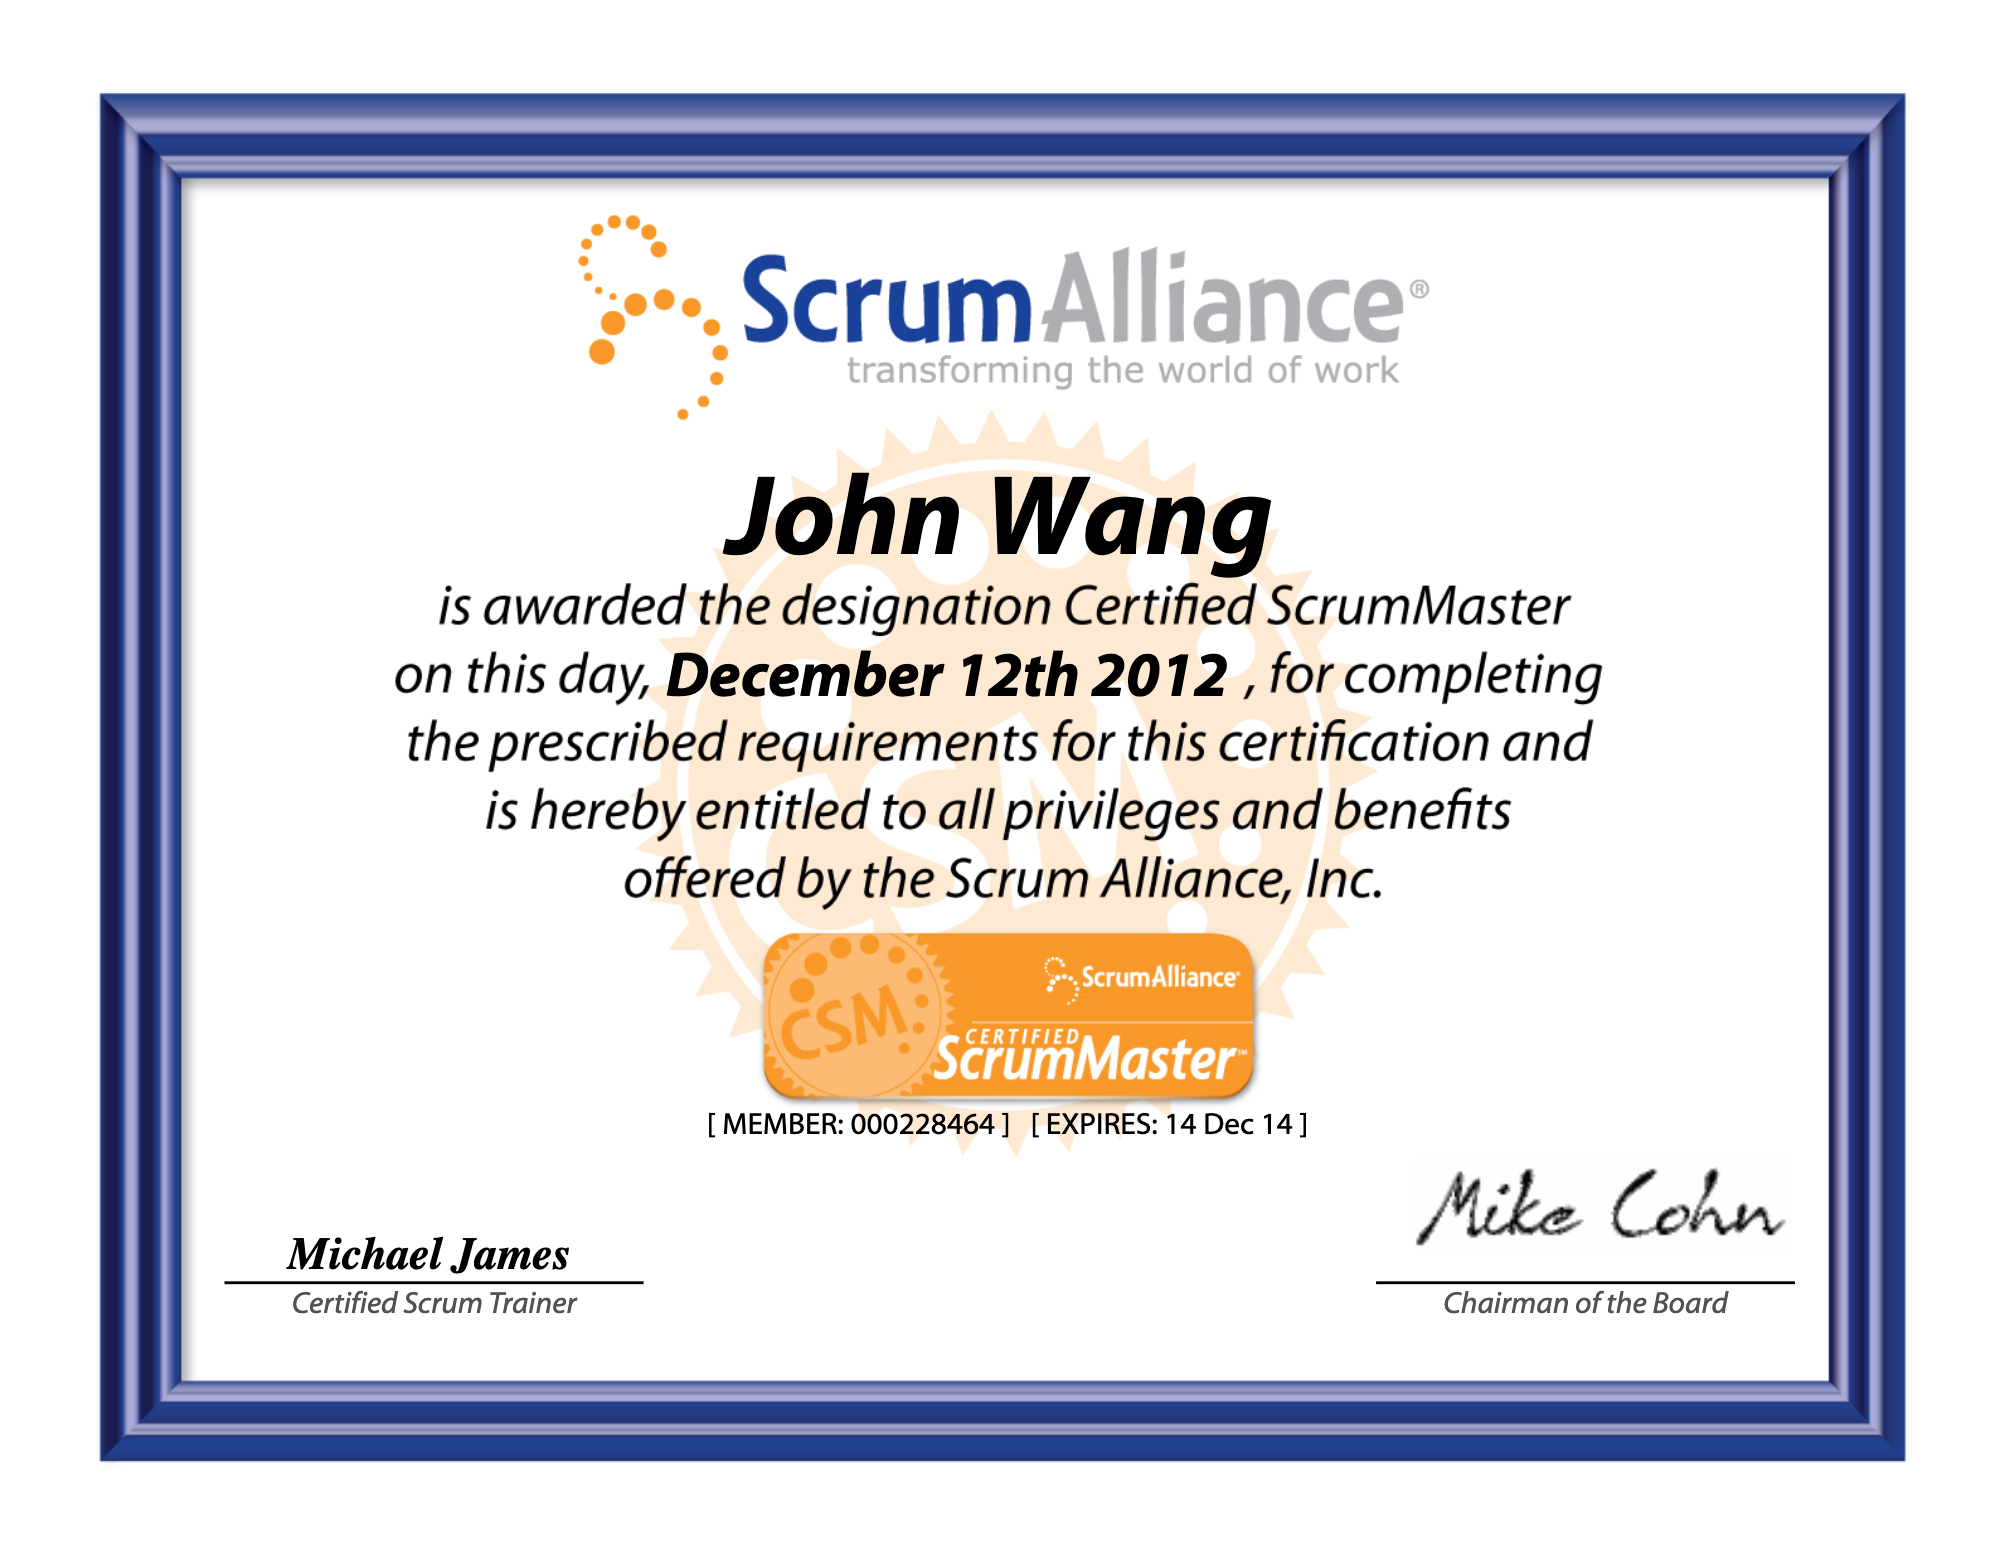 ScrumAlliance®
transforming the world of work
John Wang
is awarded the designation Certified ScrumMaster
on this day, December 12th 2012 , for completing
the prescribed requirements for this certification and
is hereby entitled to all privileges and benefits
offered by the Scrum Alliance, Inc.
CSM
CSM
ScrumAlliance®
CERTIFIED
ScrumMaster℠
[ MEMBER: 000228464 ] [ EXPIRES: 14 Dec 14 ]
Michael James
Certified Scrum Trainer
Mike Cohn
Chairman of the Board